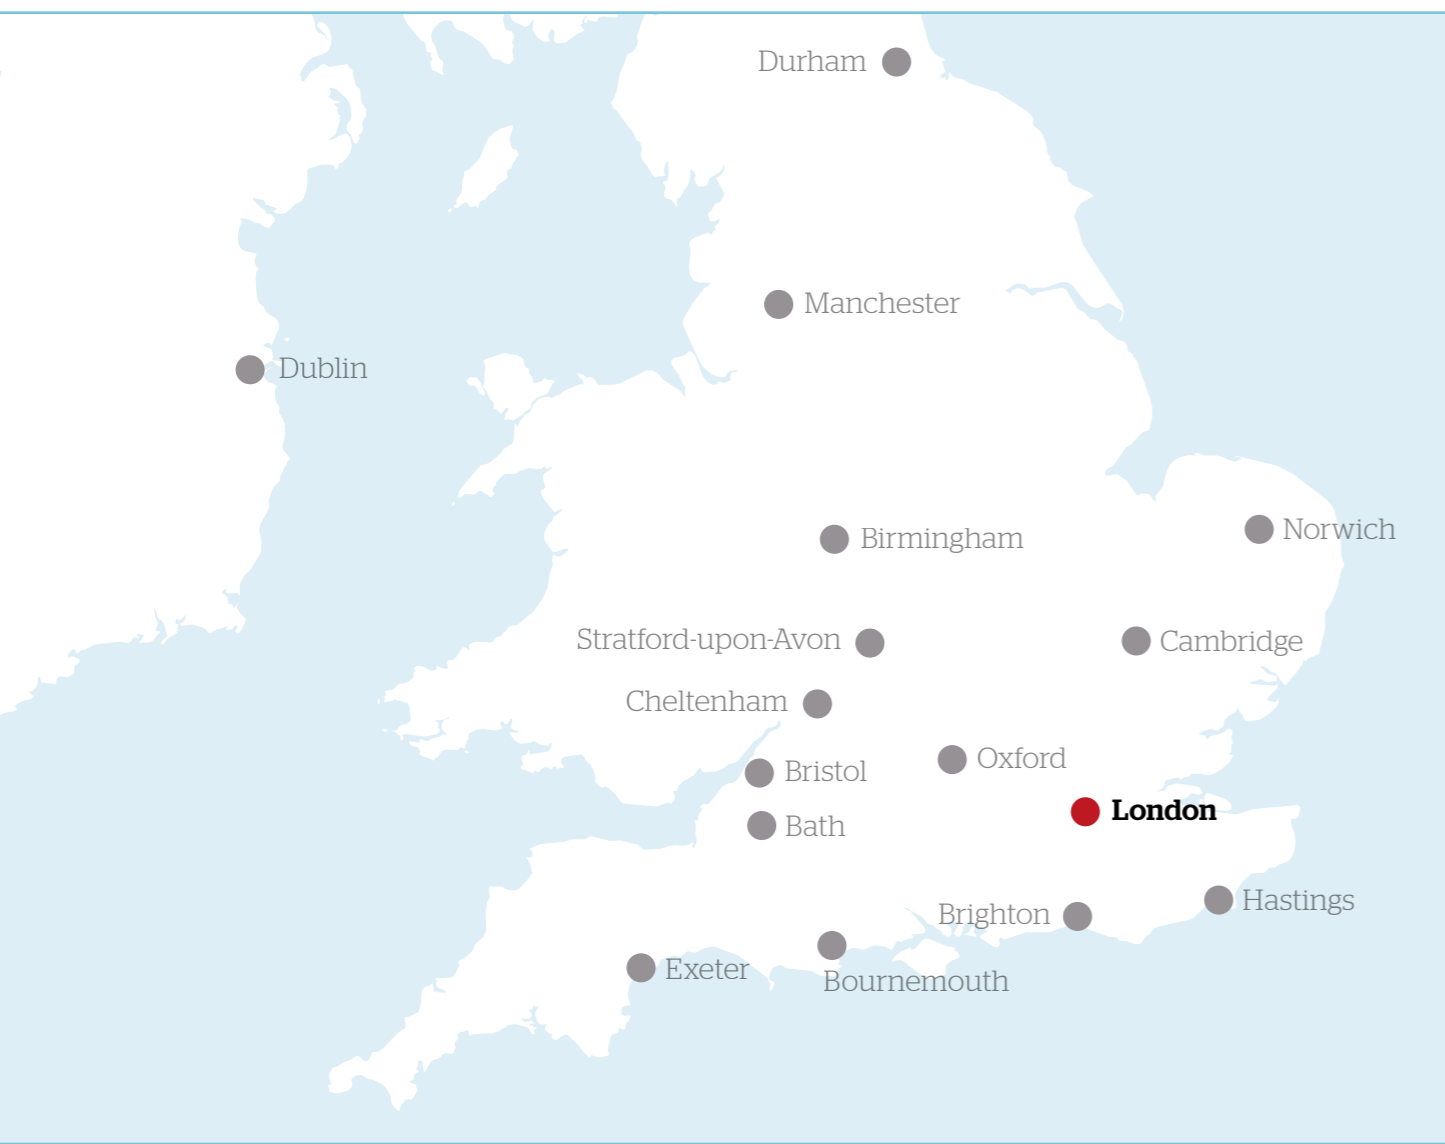 Durham
Manchester
Dublin
Norwich
Birmingham
Stratford-upon-Avon
Cambridge
Cheltenham
Oxford
Bristol
London
Bath
Hastings
Brighton
Exeter
Bournemouth